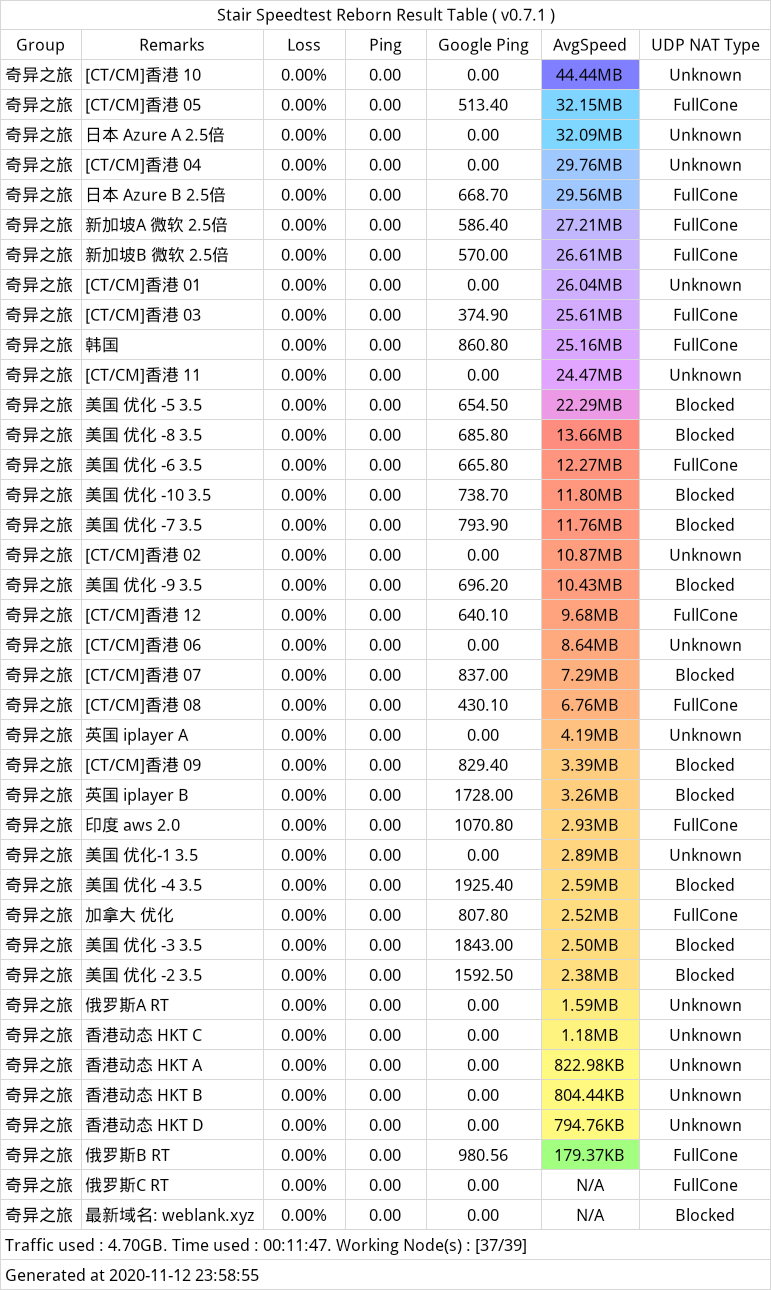 Stair Speedtest Reborn Result Table ( v0.7.1 )
Group Remarks Loss Ping Google Ping AvgSpeed UDP NAT Type
奇异之旅 [CT/CM]香港 10 0.00% 0.00 0.00 44.44MB Unknown
奇异之旅 [CT/CM]香港 05 0.00% 0.00 513.40 32.15MB FullCone
奇异之旅 日本 Azure A 2.5倍 0.00% 0.00 0.00 32.09MB Unknown
奇异之旅 [CT/CM]香港 04 0.00% 0.00 0.00 29.76MB Unknown
奇异之旅 日本 Azure B 2.5倍 0.00% 0.00 668.70 29.56MB FullCone
奇异之旅 新加坡A 微软 2.5倍 0.00% 0.00 586.40 27.21MB FullCone
奇异之旅 新加坡B 微软 2.5倍 0.00% 0.00 570.00 26.61MB FullCone
奇异之旅 [CT/CM]香港 01 0.00% 0.00 0.00 26.04MB Unknown
奇异之旅 [CT/CM]香港 03 0.00% 0.00 374.90 25.61MB FullCone
奇异之旅 韩国 0.00% 0.00 860.80 25.16MB FullCone
奇异之旅 [CT/CM]香港 11 0.00% 0.00 0.00 24.47MB Unknown
奇异之旅 美国 优化 -5 3.5 0.00% 0.00 654.50 22.29MB Blocked
奇异之旅 美国 优化 -8 3.5 0.00% 0.00 685.80 13.66MB Blocked
奇异之旅 美国 优化 -6 3.5 0.00% 0.00 665.80 12.27MB FullCone
奇异之旅 美国 优化 -10 3.5 0.00% 0.00 738.70 11.80MB Blocked
奇异之旅 美国 优化 -7 3.5 0.00% 0.00 793.90 11.76MB Blocked
奇异之旅 [CT/CM]香港 02 0.00% 0.00 0.00 10.87MB Unknown
奇异之旅 美国 优化 -9 3.5 0.00% 0.00 696.20 10.43MB Blocked
奇异之旅 [CT/CM]香港 12 0.00% 0.00 640.10 9.68MB FullCone
奇异之旅 [CT/CM]香港 06 0.00% 0.00 0.00 8.64MB Unknown
奇异之旅 [CT/CM]香港 07 0.00% 0.00 837.00 7.29MB Blocked
奇异之旅 [CT/CM]香港 08 0.00% 0.00 430.10 6.76MB FullCone
奇异之旅 英国 iplayer A 0.00% 0.00 0.00 4.19MB Unknown
奇异之旅 [CT/CM]香港 09 0.00% 0.00 829.40 3.39MB Blocked
奇异之旅 英国 iplayer B 0.00% 0.00 1728.00 3.26MB Blocked
奇异之旅 印度 aws 2.0 0.00% 0.00 1070.80 2.93MB FullCone
奇异之旅 美国 优化-1 3.5 0.00% 0.00 0.00 2.89MB Unknown
奇异之旅 美国 优化 -4 3.5 0.00% 0.00 1925.40 2.59MB Blocked
奇异之旅 加拿大 优化 0.00% 0.00 807.80 2.52MB FullCone
奇异之旅 美国 优化 -3 3.5 0.00% 0.00 1843.00 2.50MB Blocked
奇异之旅 美国 优化 -2 3.5 0.00% 0.00 1592.50 2.38MB Blocked
奇异之旅 俄罗斯A RT 0.00% 0.00 0.00 1.59MB Unknown
奇异之旅 香港动态 HKT C 0.00% 0.00 0.00 1.18MB Unknown
奇异之旅 香港动态 HKT A 0.00% 0.00 0.00 822.98KB Unknown
奇异之旅 香港动态 HKT B 0.00% 0.00 0.00 804.44KB Unknown
奇异之旅 香港动态 HKT D 0.00% 0.00 0.00 794.76KB Unknown
奇异之旅 俄罗斯B RT 0.00% 0.00 980.56 179.37KB FullCone
奇异之旅 俄罗斯C RT 0.00% 0.00 0.00 N/A FullCone
奇异之旅 最新域名: weblank.xyz 0.00% 0.00 0.00 N/A Blocked
Traffic used : 4.70GB. Time used : 00:11:47. Working Node(s) : [37/39]
Generated at 2020-11-12 23:58:55